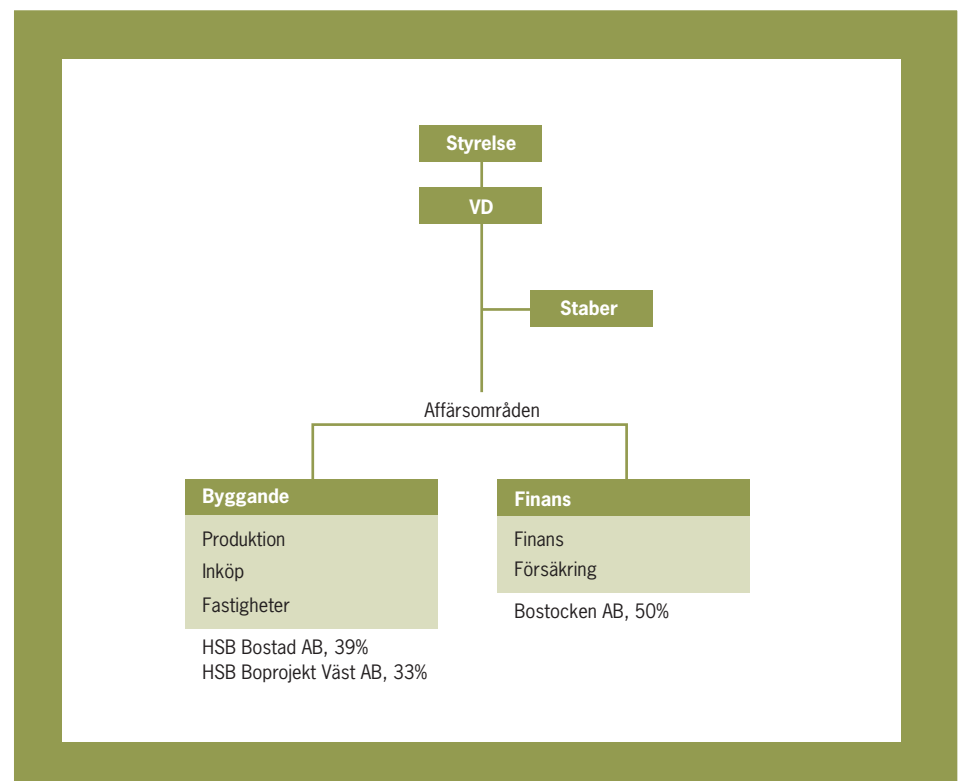 Styrelse
VD
Staber
Affärsområden
Byggande
Produktion
Inköp
Fastigheter
HSB Bostad AB, 39%
HSB Boprojekt Väst AB, 33%
Finans
Finans
Försäkring
Bostocken AB, 50%